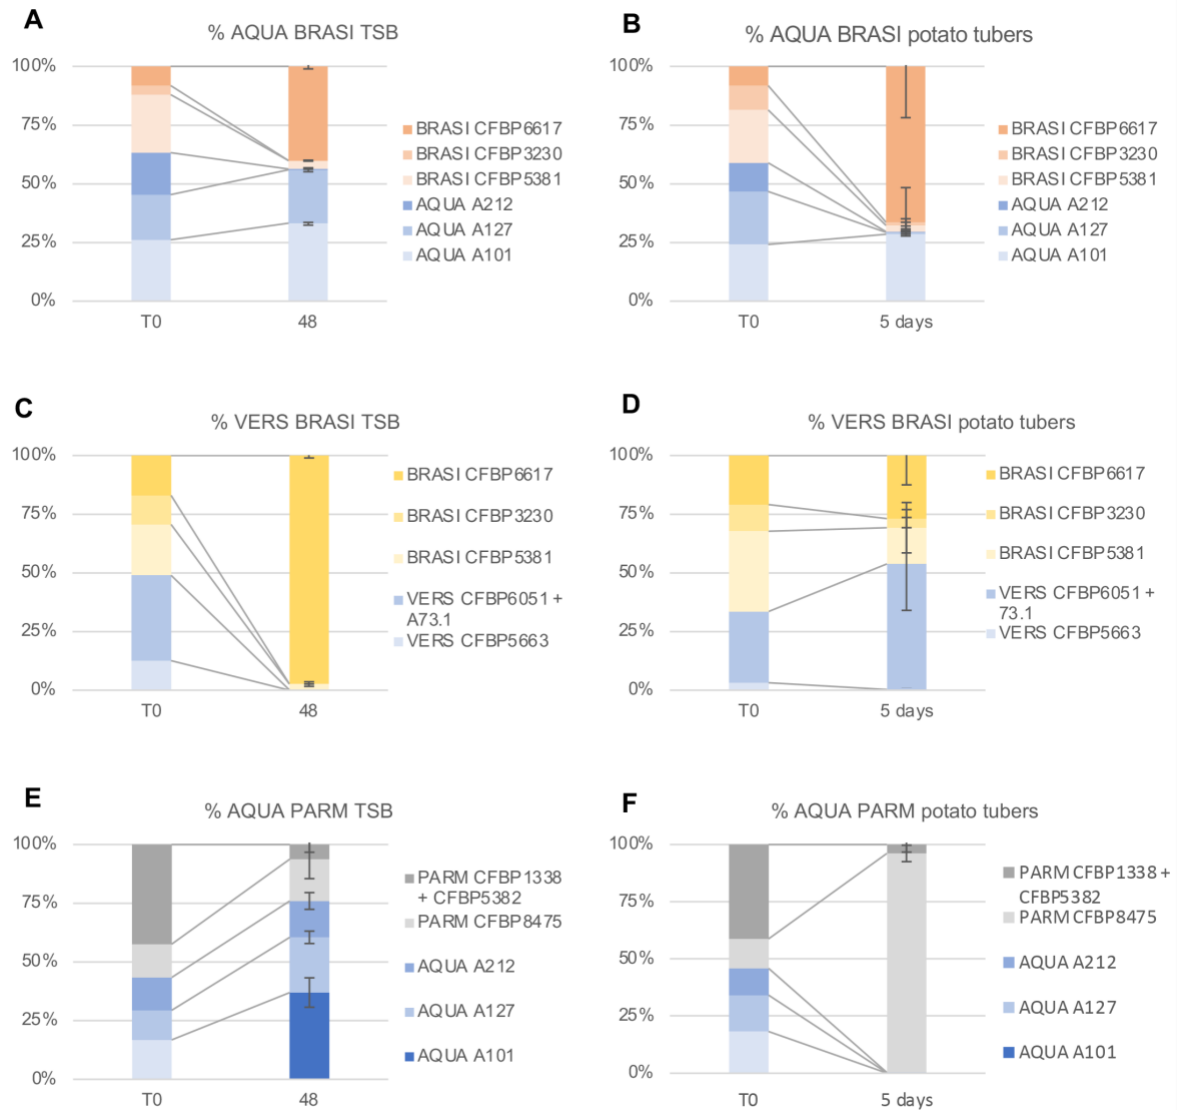 A
% AQUA BRASI TSB
100%
75%
50%
25%
0%
T0
48
BRASI CFBP6617
BRASI CFBP3230
BRASI CFBP5381
AQUA A212
AQUA A127
AQUA A101
B
% AQUA BRASI potato tubers
100%
75%
50%
25%
0%
T0
5 days
BRASI CFBP6617
BRASI CFBP3230
BRASI CFBP5381
AQUA A212
AQUA A127
AQUA A101
C
% VERS BRASI TSB
100%
75%
50%
25%
0%
T0
48
BRASI CFBP6617
BRASI CFBP3230
BRASI CFBP5381
VERS CFBP6051 +
A73.1
VERS CFBP5663
D
% VERS BRASI potato tubers
100%
75%
50%
25%
0%
T0
5 days
BRASI CFBP6617
BRASI CFBP3230
BRASI CFBP5381
VERS CFBP6051 +
73.1
VERS CFBP5663
E
% AQUA PARM TSB
100%
75%
50%
25%
0%
T0
48
PARM CFBP1338
+ CFBP5382
PARM CFBP8475
AQUA A212
AQUA A127
AQUA A101
F
% AQUA PARM potato tubers
100%
75%
50%
25%
0%
T0
5 days
PARM CFBP1338 +
CFBP5382
PARM CFBP8475
AQUA A212
AQUA A127
AQUA A101